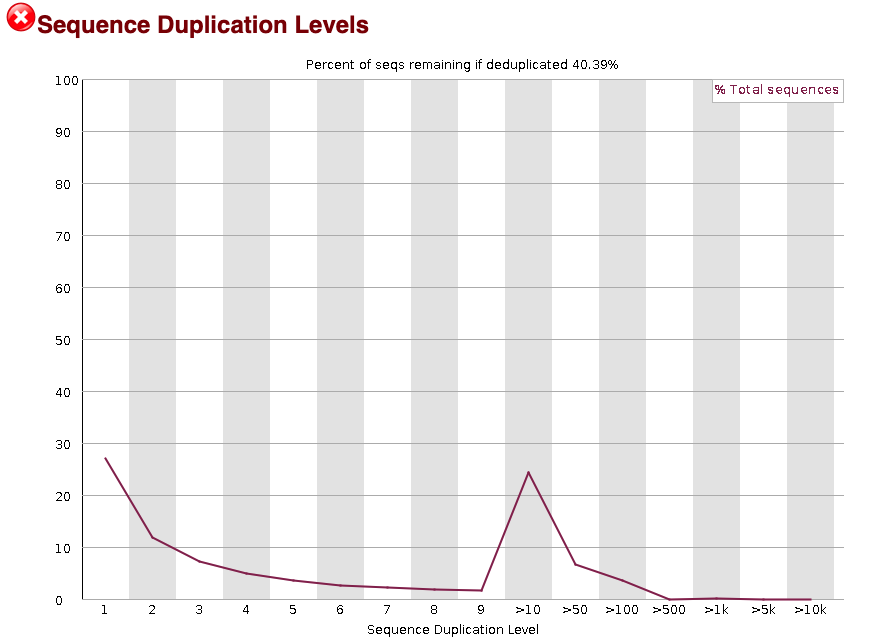 Sequence Duplication Levels
Percent of seqs remaining if deduplicated 40.39%
% Total sequences
100
90
80
70
60
50
40
30
20
10
0
1 2 3 4 5 6 7 8 9 >10 >50 >100 >500 >1k >5k >10k
Sequence Duplication Level